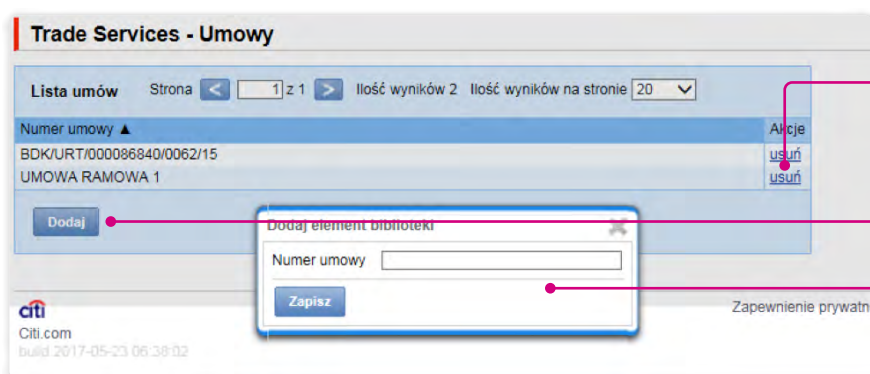 Trade Services - Umowy
Lista umów Strona < 1 z 1 > Ilość wyników 2 Ilość wyników na stronie 20
Numer umowy ▲ Akcje
BDK/URT/000086840/0062/15 usuń
UMOWA RAMOWA 1 usuń
Dodaj
Dodaj element biblioteki
Numer umowy
Zapisz
citi
Zapewnienie prywatn
Citi.com
build 2017-05-23 06:38:02